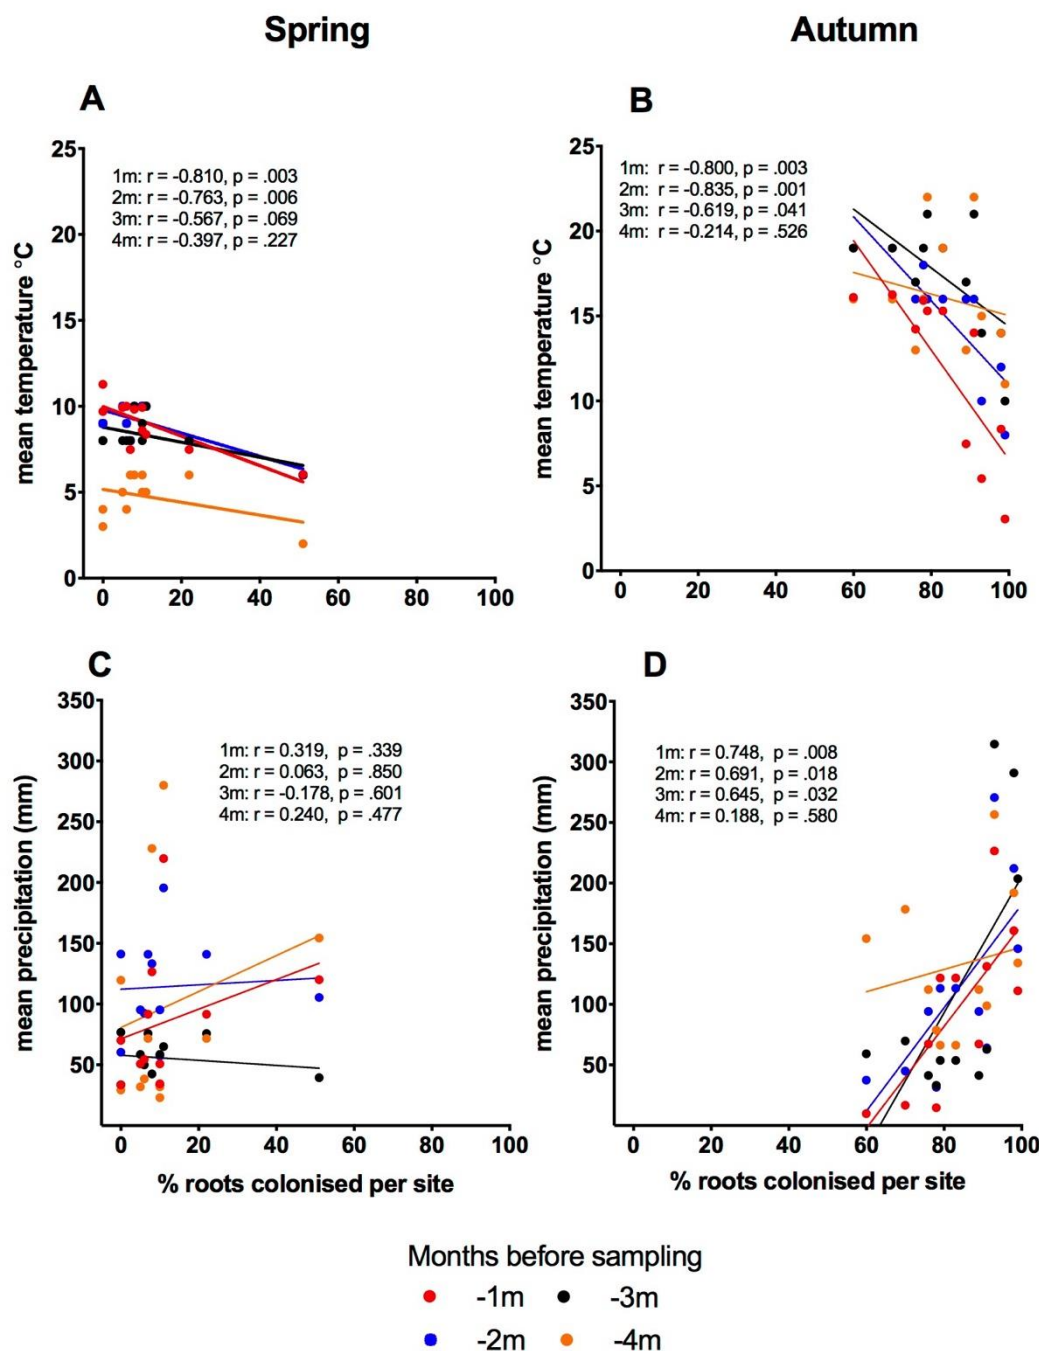 Spring
Autumn
A
B
25
20
15
10
5
0
mean temperature °C
1m: r = -0.810, p = .003
2m: r = -0.763, p = .006
3m: r = -0.567, p = .069
4m: r = -0.397, p = .227
0 20 40 60 80 100
25
20
15
10
5
0
mean temperature °C
1m: r = -0.800, p = .003
2m: r = -0.835, p = .001
3m: r = -0.619, p = .041
4m: r = -0.214, p = .526
0 20 40 60 80 100
C
D
350
300
250
200
150
100
50
mean precipitation (mm)
1m: r = 0.319, p = .339
2m: r = 0.063, p = .850
3m: r = -0.178, p = .601
4m: r = 0.240, p = .477
0 20 40 60 80 100
% roots colonised per site
350
300
250
200
150
100
50
mean precipitation (mm)
1m: r = 0.748, p = .008
2m: r = 0.691, p = .018
3m: r = 0.645, p = .032
4m: r = 0.188, p = .580
0 20 40 60 80 100
% roots colonised per site
Months before sampling
-1m -3m
-2m -4m